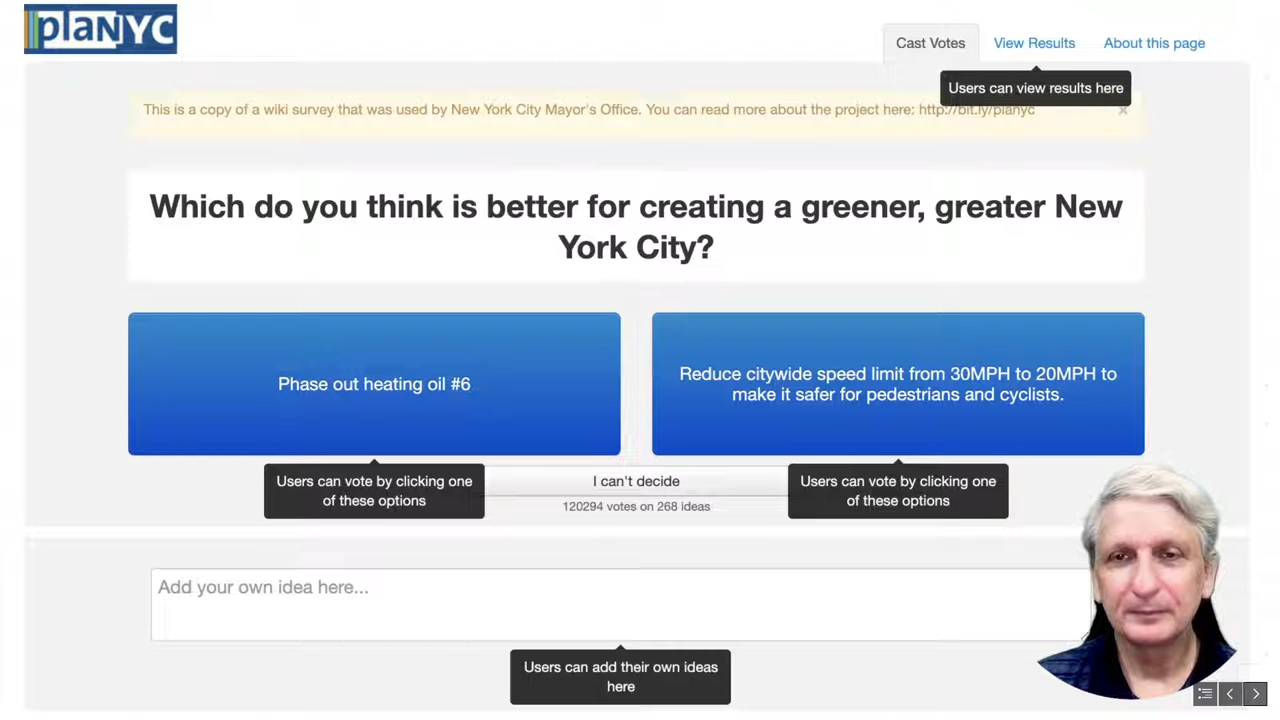 plaNYC
Cast Votes
View Results
About this page
Users can view results here
This is a copy of a wiki survey that was used by New York City Mayor's Office. You can read more about the project here: http://bit.ly/planyc
×
Which do you think is better for creating a greener, greater New
York City?
Phase out heating oil #6
Reduce citywide speed limit from 30MPH to 20MPH to
make it safer for pedestrians and cyclists.
Users can vote by clicking one
of these options
I can't decide
120294 votes on 268 ideas
Users can vote by clicking one
of these options
Add your own idea here...
Users can add their own ideas
here